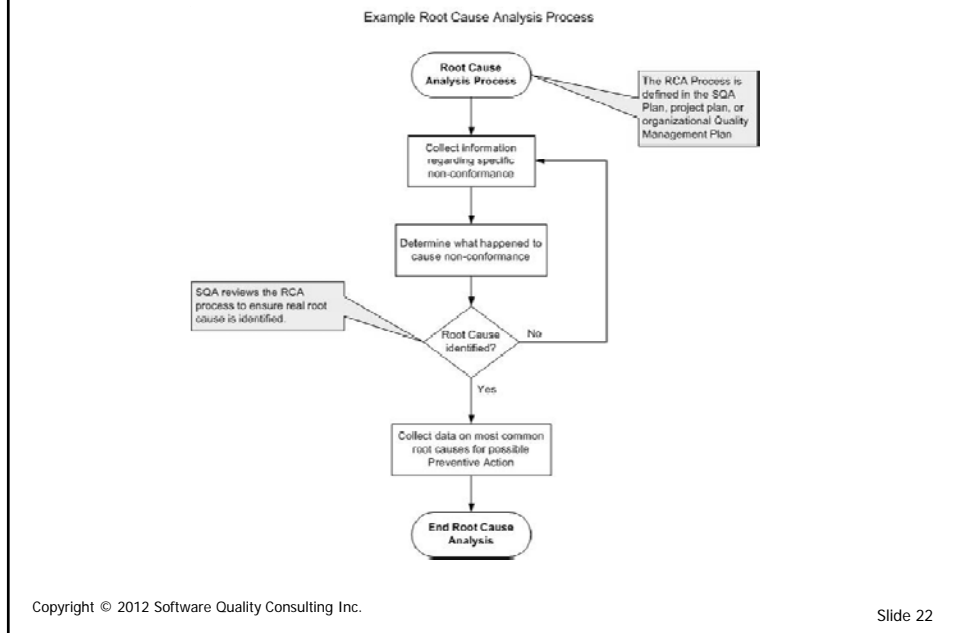 Example Root Cause Analysis Process
Root Cause
Analysis Process
The RCA Process is
defined in the SQA
Plan, project plan, or
organizational Quality
Management Plan
Collect information
regarding specific
non-conformance
Determine what happened to
cause non-conformance
SQA reviews the RCA
process to ensure real root
cause is identified.
Root Cause
identified?
No
Yes
Collect data on most common
root causes for possible
Preventive Action
End Root Cause
Analysis
Copyright © 2012 Software Quality Consulting Inc.
Slide 22